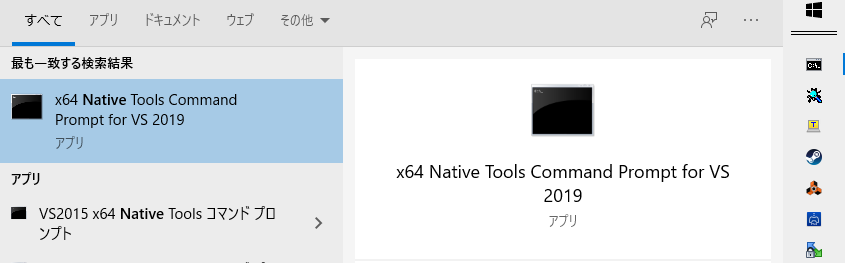 すべて
アプリ
ドキュメント
ウェブ
その他
最も一致する検索結果
x64 Native Tools Command
Prompt for VS 2019
アプリ
アプリ
VS2015 x64 Native Tools コマンド プロ
ンプト
x64 Native Tools Command Prompt for VS
2019
アプリ